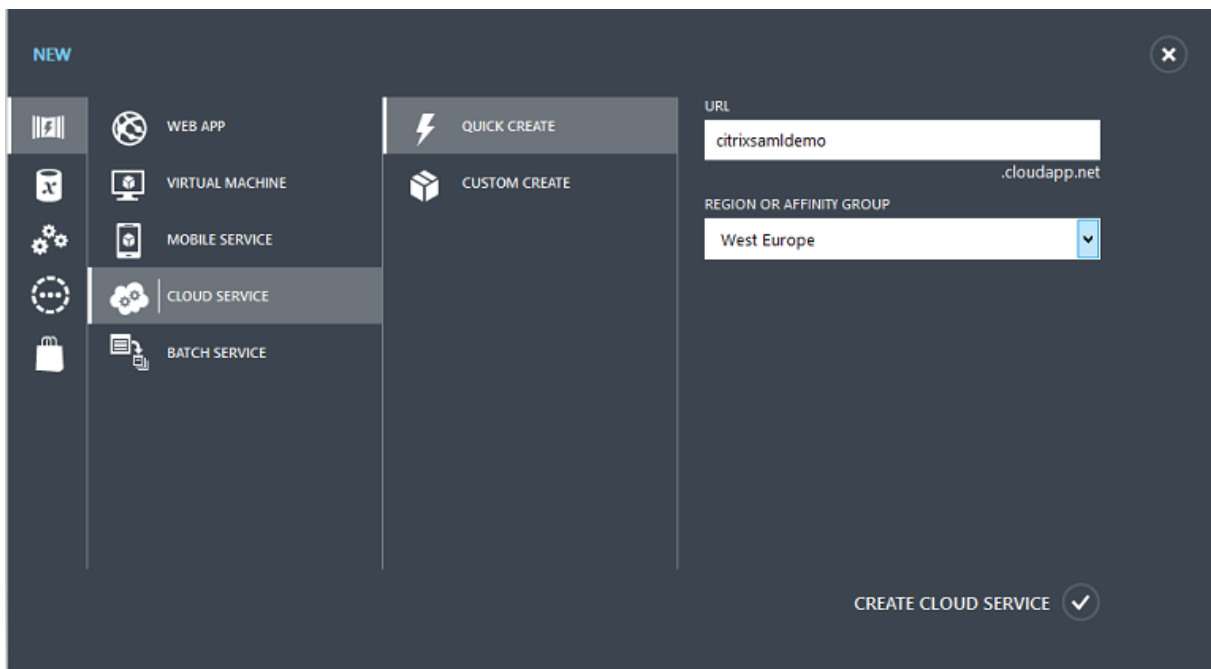 NEW
WEB APP
VIRTUAL MACHINE
MOBILE SERVICE
CLOUD SERVICE
BATCH SERVICE
QUICK CREATE
CUSTOM CREATE
URL
citrixsamldemo
.cloudapp.net
REGION OR AFFINITY GROUP
West Europe
CREATE CLOUD SERVICE